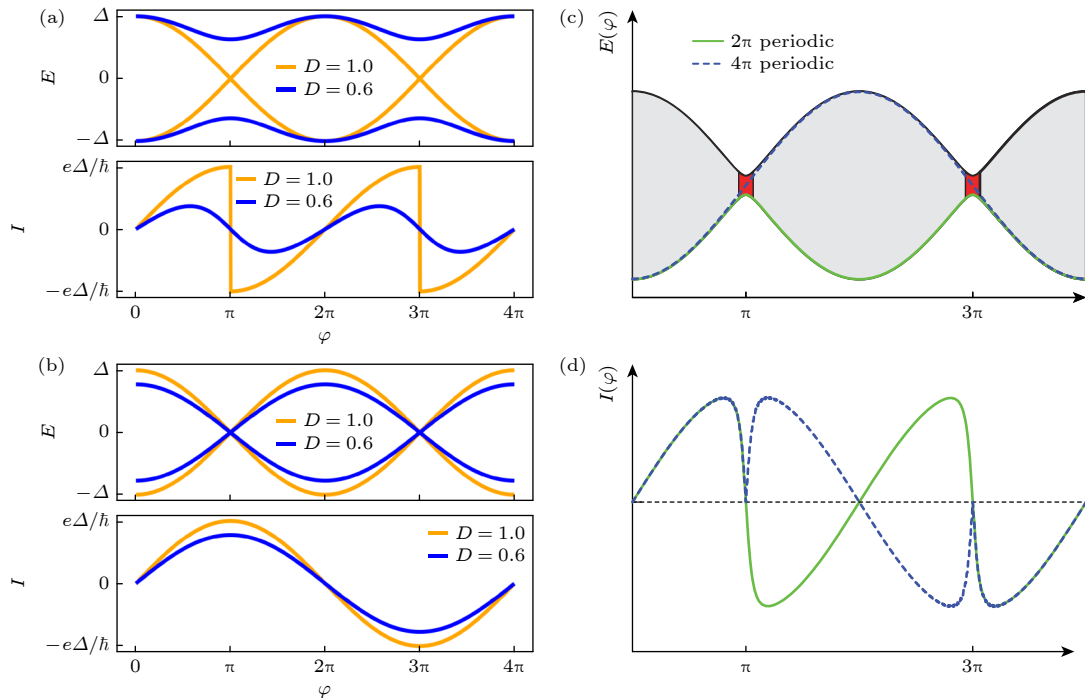 (a)
Δ
0
−Δ
E
D = 1.0
D = 0.6
eΔ/ħ
0
−eΔ/ħ
I
D = 1.0
D = 0.6
0 π 2π 3π 4π
φ
(b)
Δ
0
−Δ
E
D = 1.0
D = 0.6
eΔ/ħ
0
−eΔ/ħ
I
D = 1.0
D = 0.6
0 π 2π 3π 4π
φ
(c)
E(φ)
2π periodic
4π periodic
π 3π
(d)
I(φ)
π 3π